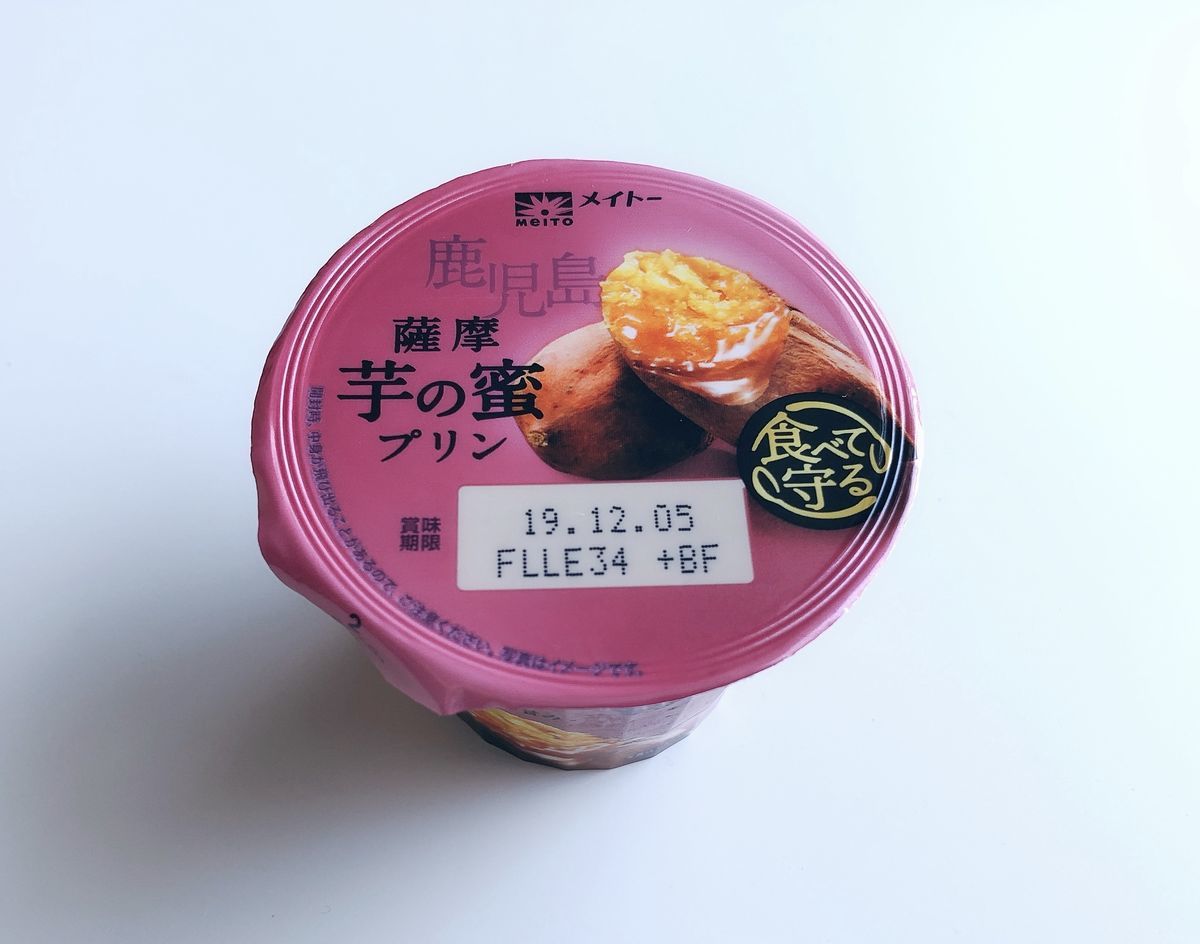 MeiTO メイトー
鹿児島
薩摩
芋の蜜
プリン
食べて
守る
賞味
期限
19.12.05
FLLE34 +BF
開封時、中身が飛び出ることがあるので、ご注意ください。写真はイメージです。